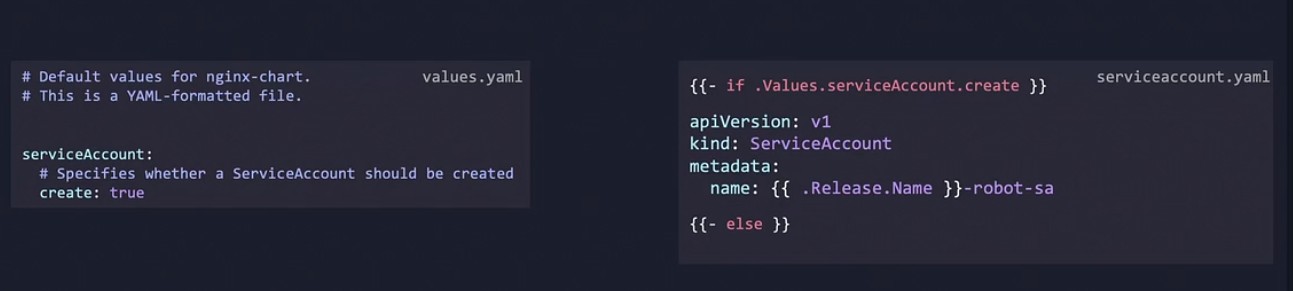 # Default values for nginx-chart.
values.yaml
# This is a YAML-formatted file.
serviceAccount:
  # Specifies whether a ServiceAccount should be created
  create: true
serviceaccount.yaml
{{- if .Values.serviceAccount.create }}
apiVersion: v1
kind: ServiceAccount
metadata:
  name: {{ .Release.Name }}-robot-sa
{{- else }}